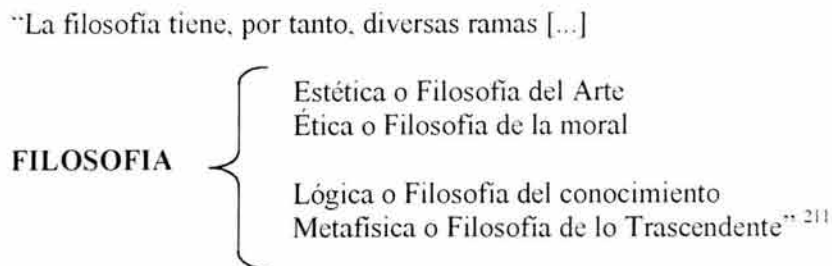 “La filosofía tiene, por tanto, diversas ramas [...]
Estética o Filosofía del Arte
Ética o Filosofía de la moral
FILOSOFIA
Lógica o Filosofía del conocimiento
Metafísica o Filosofía de lo Trascendente” 211